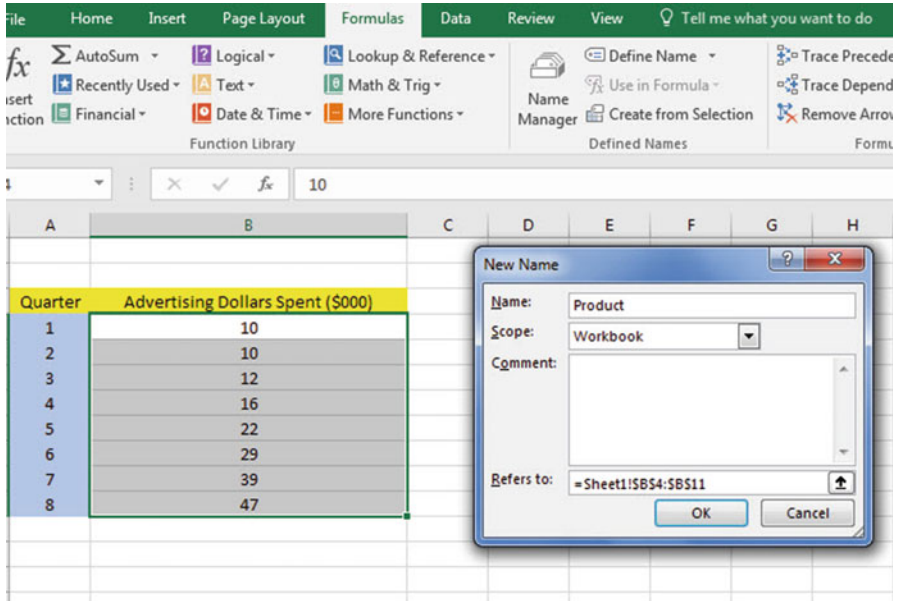 File Home Insert Page Layout Formulas Data Review View Tell me what you want to do
fx AutoSum Logical Lookup & Reference Define Name Trace Precede
Recently Used Text Math & Trig Use in Formula Trace Depend
nsert
nction Financial Date & Time More Functions Name Manager Create from Selection Remove Arrov
Function Library Defined Names Formu
4 fx 10
A B C D E F G H
Quarter Advertising Dollars Spent ($000)
1 10
2 10
3 12
4 16
5 22
6 29
7 39
8 47
New Name
Name: Product
Scope: Workbook
Comment:
Refers to: =Sheet1!$B$4:$B$11
OK Cancel